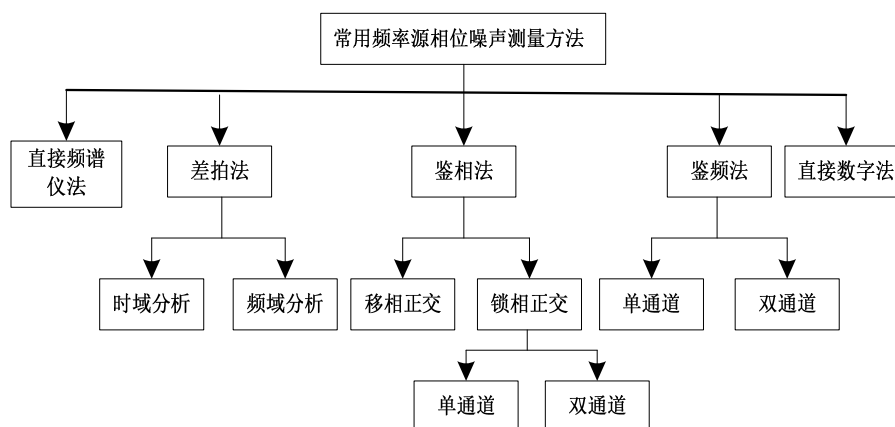 常用频率源相位噪声测量方法
直接频谱
仪法
差拍法
鉴相法
鉴频法
直接数字法
时域分析
频域分析
移相正交
锁相正交
单通道
双通道
单通道
双通道